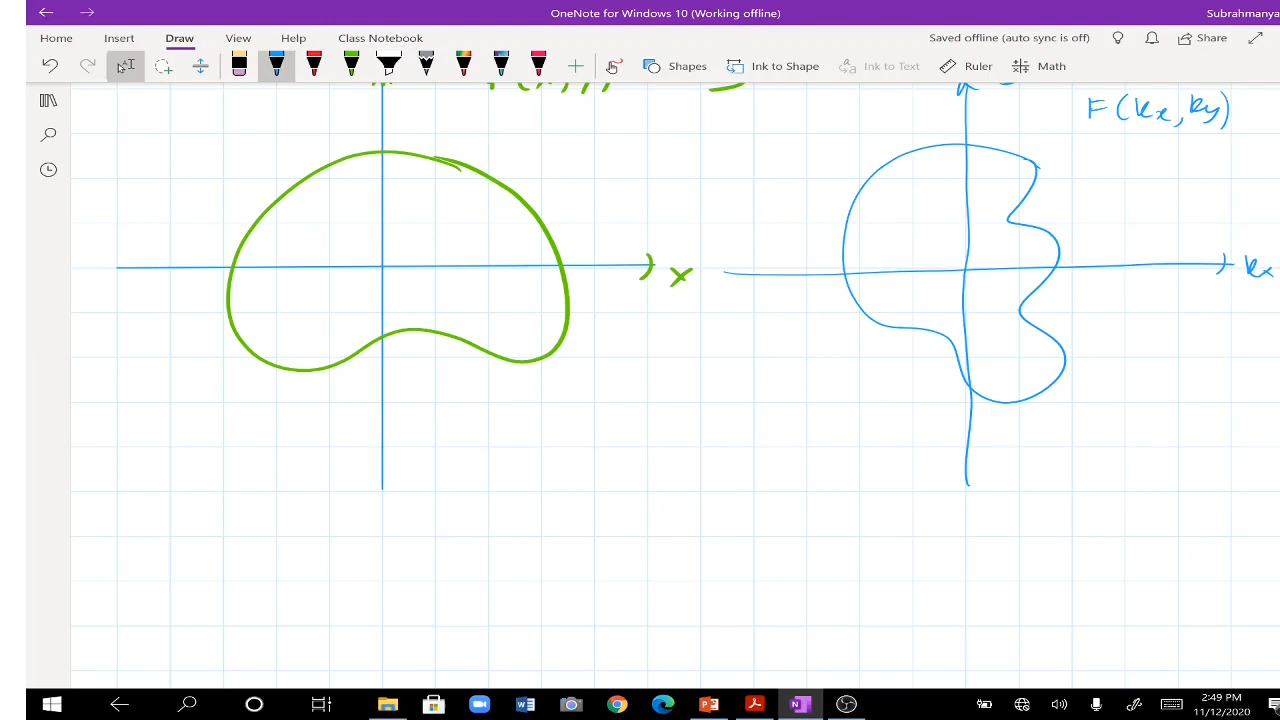 OneNote for Windows 10 (Working offline)
Subrahmanya
Home Insert Draw View Help Class Notebook
Saved offline (auto sync is off) Share
Shapes Ink to Shape Ink to Text Ruler Math
F(kx, ky)
x
kx
2:49 PM
11/12/2020